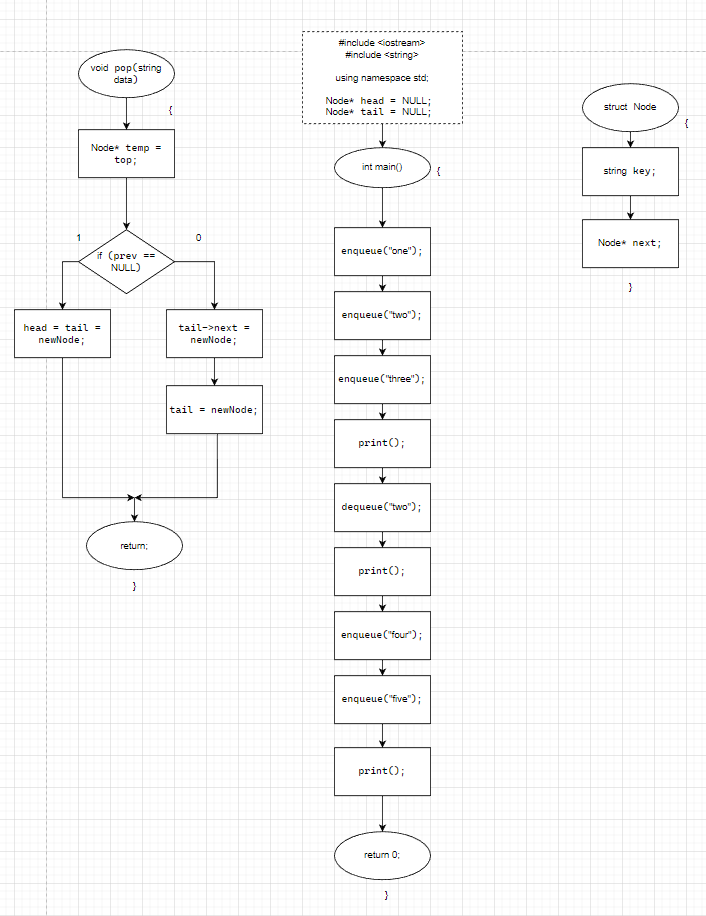 void pop(string
data)
{
Node* temp =
top;
1
0
if (prev ==
NULL)
head = tail =
newNode;
tail->next =
newNode;
tail = newNode;
return;
}
#include <iostream>
#include <string>
using namespace std;
Node* head = NULL;
Node* tail = NULL;
int main()
{
enqueue("one");
enqueue("two");
enqueue("three");
print();
dequeue("two");
print();
enqueue("four");
enqueue("five");
print();
return 0;
}
struct Node
{
string key;
Node* next;
}